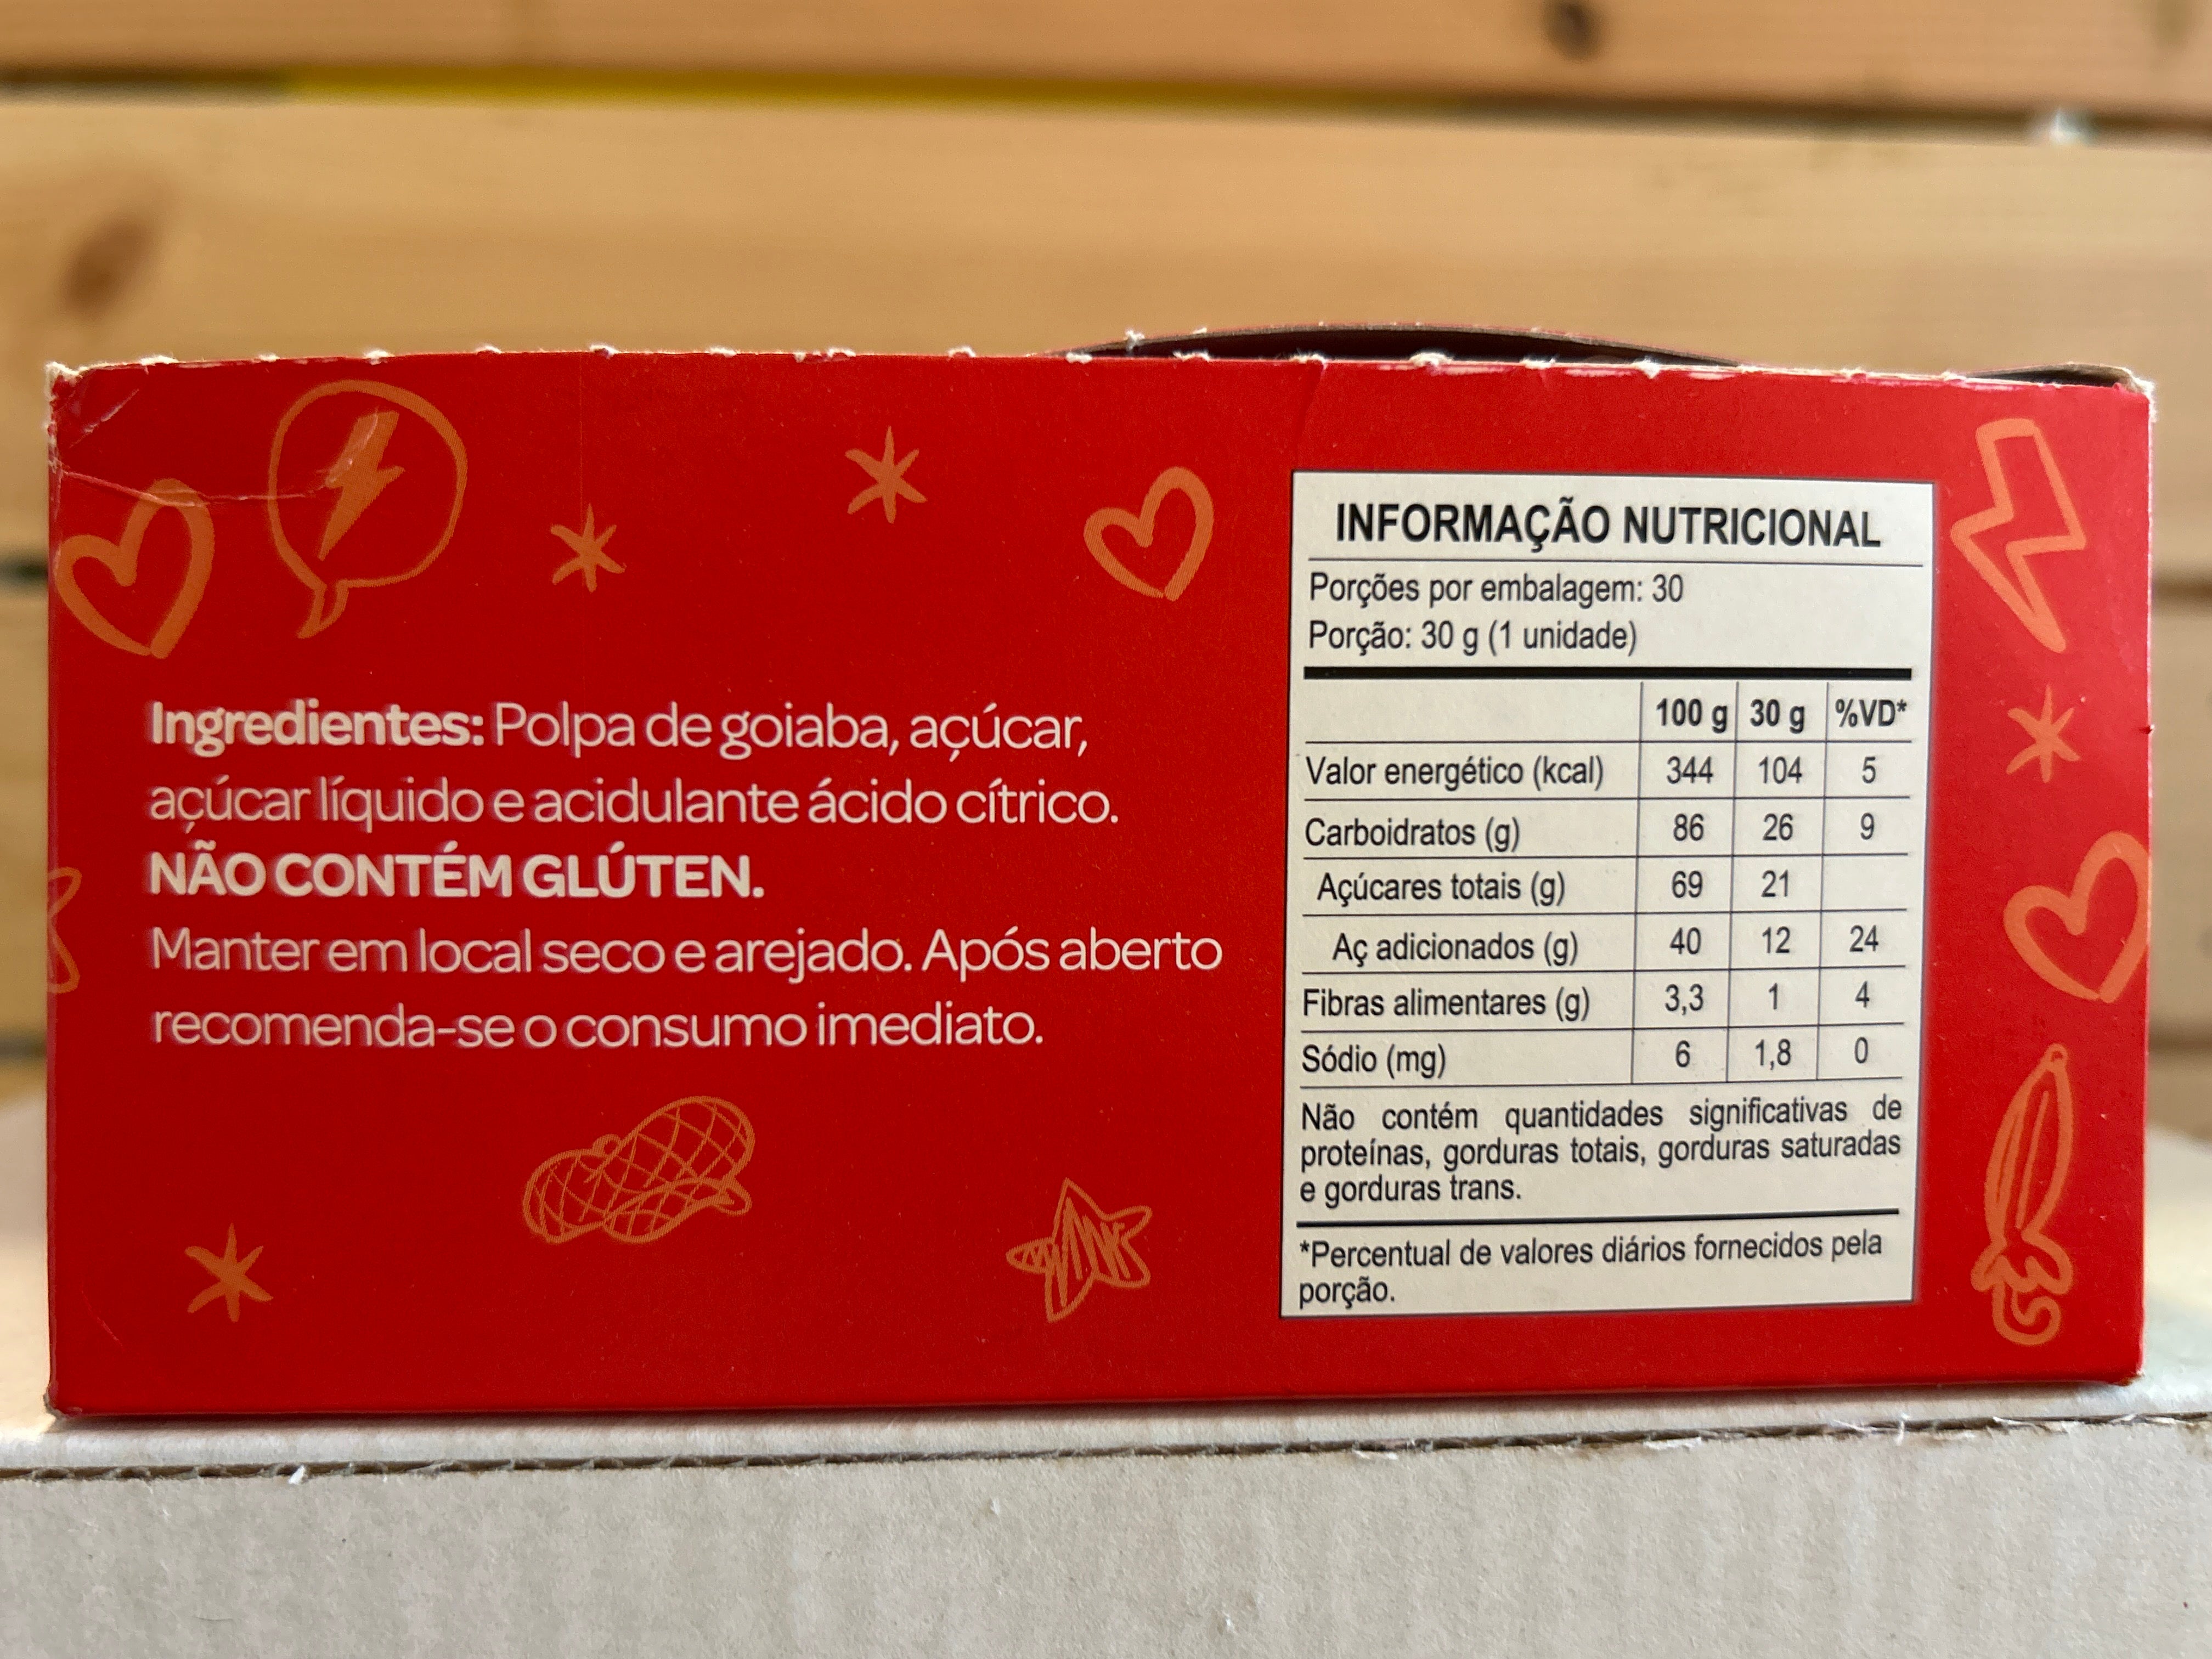 Ingredientes: Polpa de goiaba, açúcar,
açúcar líquido e acidulante ácido cítrico.
NÃO CONTÉM GLÚTEN.
Manter em local seco e arejado. Após aberto
recomenda-se o consumo imediato.
INFORMAÇÃO NUTRICIONAL
Porções por embalagem: 30
Porção: 30 g (1 unidade)
100 g 30 g %VD*
Valor energético (kcal) 344 104 5
Carboidratos (g) 86 26 9
Açúcares totais (g) 69 21
Aç adicionados (g) 40 12 24
Fibras alimentares (g) 3,3 1 4
Sódio (mg) 6 1,8 0
Não contém quantidades significativas de
proteínas, gorduras totais, gorduras saturadas
e gorduras trans.
*Percentual de valores diários fornecidos pela
porção.